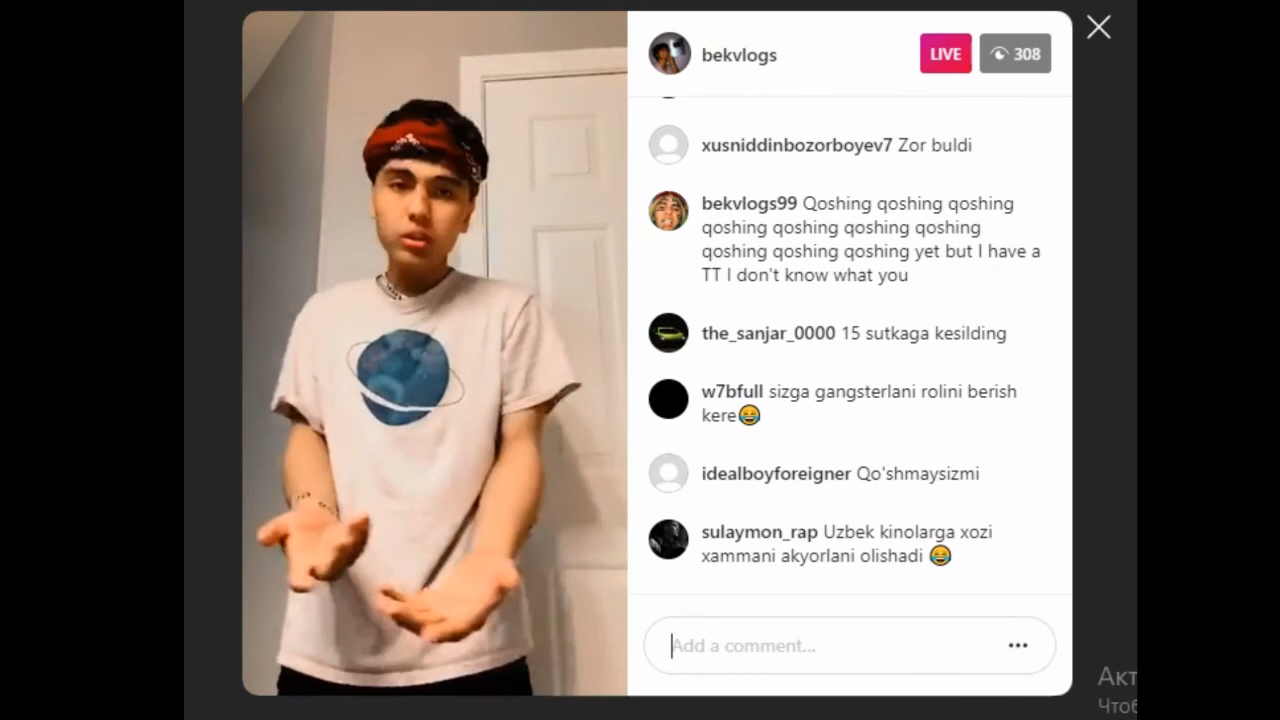 bekvlogs
LIVE
308
xusniddinbozorboyev7 Zor buldi
bekvlogs99 Qoshing qoshing qoshing
qoshing qoshing qoshing qoshing
qoshing qoshing qoshing yet but I have a
TT I don't know what you
the_sanjar_0000 15 sutkaga kesilding
w7bfull sizga gangsterlani rolini berish
kere😂
idealboyforeigner Qo'shmaysizmi
sulaymon_rap Uzbek kinolarga xozi
xammani akyorlani olishadi 😂
Add a comment...
Акт
Чтоб